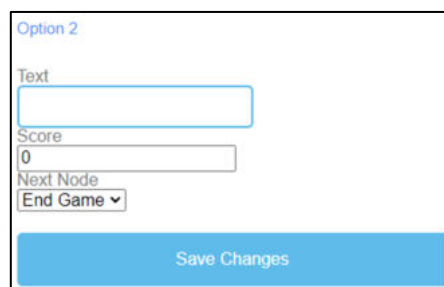 Option 2
Text
Score
0
Next Node
End Game
Save Changes